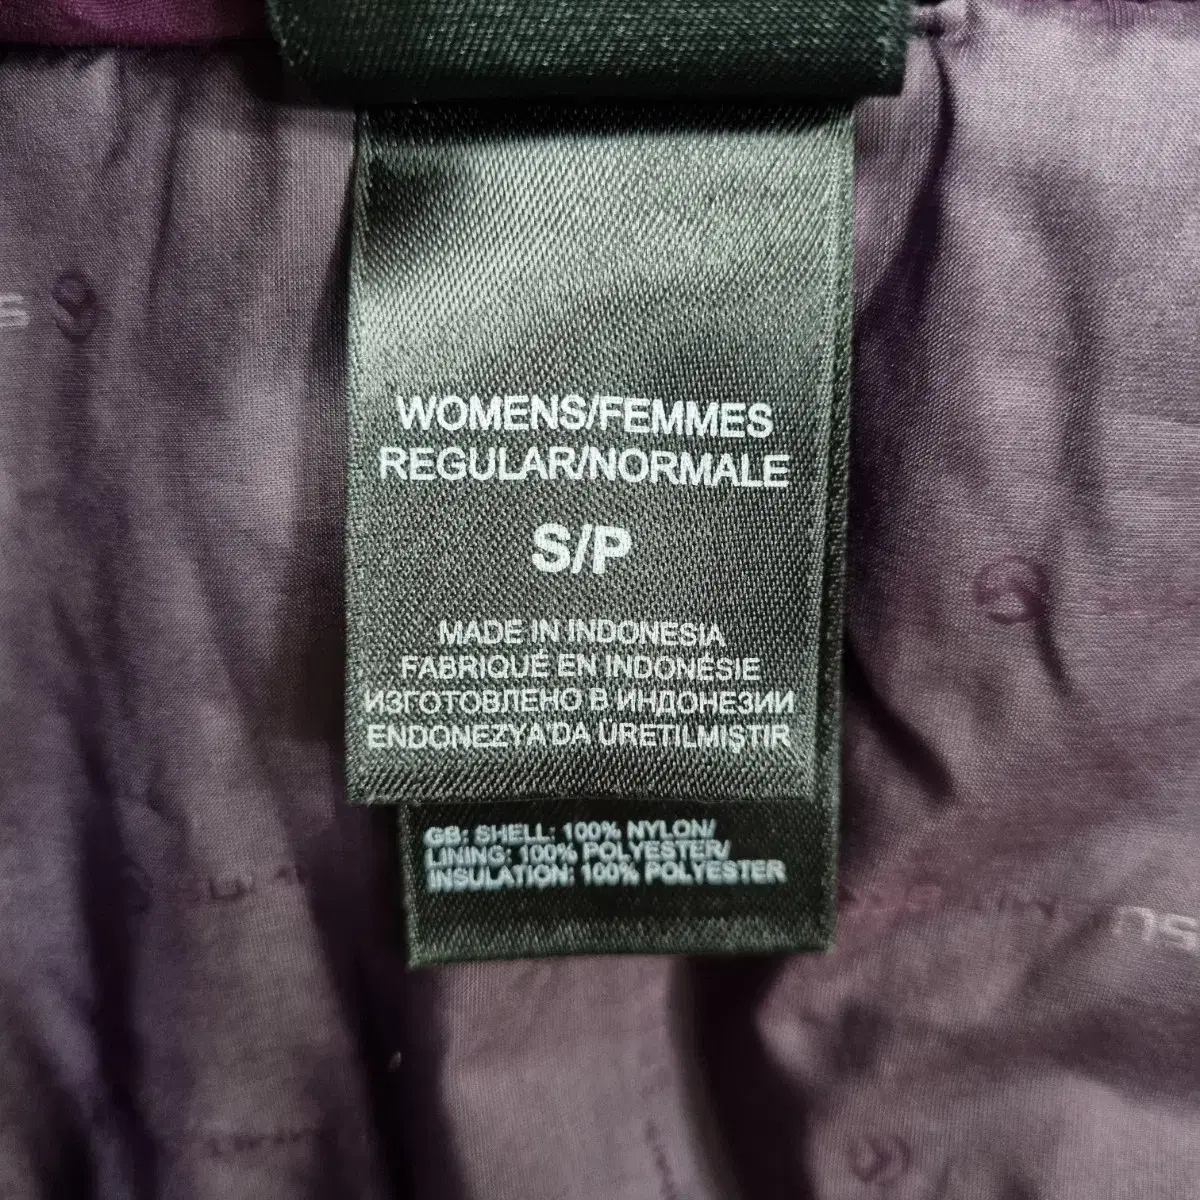 WOMENS/FEMMES
REGULAR/NORMALE
S/P
MADE IN INDONESIA
FABRIQUÉ EN INDONÉSIE
ИЗГОТОВЛЕНО В ИНДОНЕЗИИ
ENDONEZYA'DA ÜRETILMIŞTIR
GB: SHELL: 100% NYLON/
LINING: 100% POLYESTER/
INSULATION: 100% POLYESTER